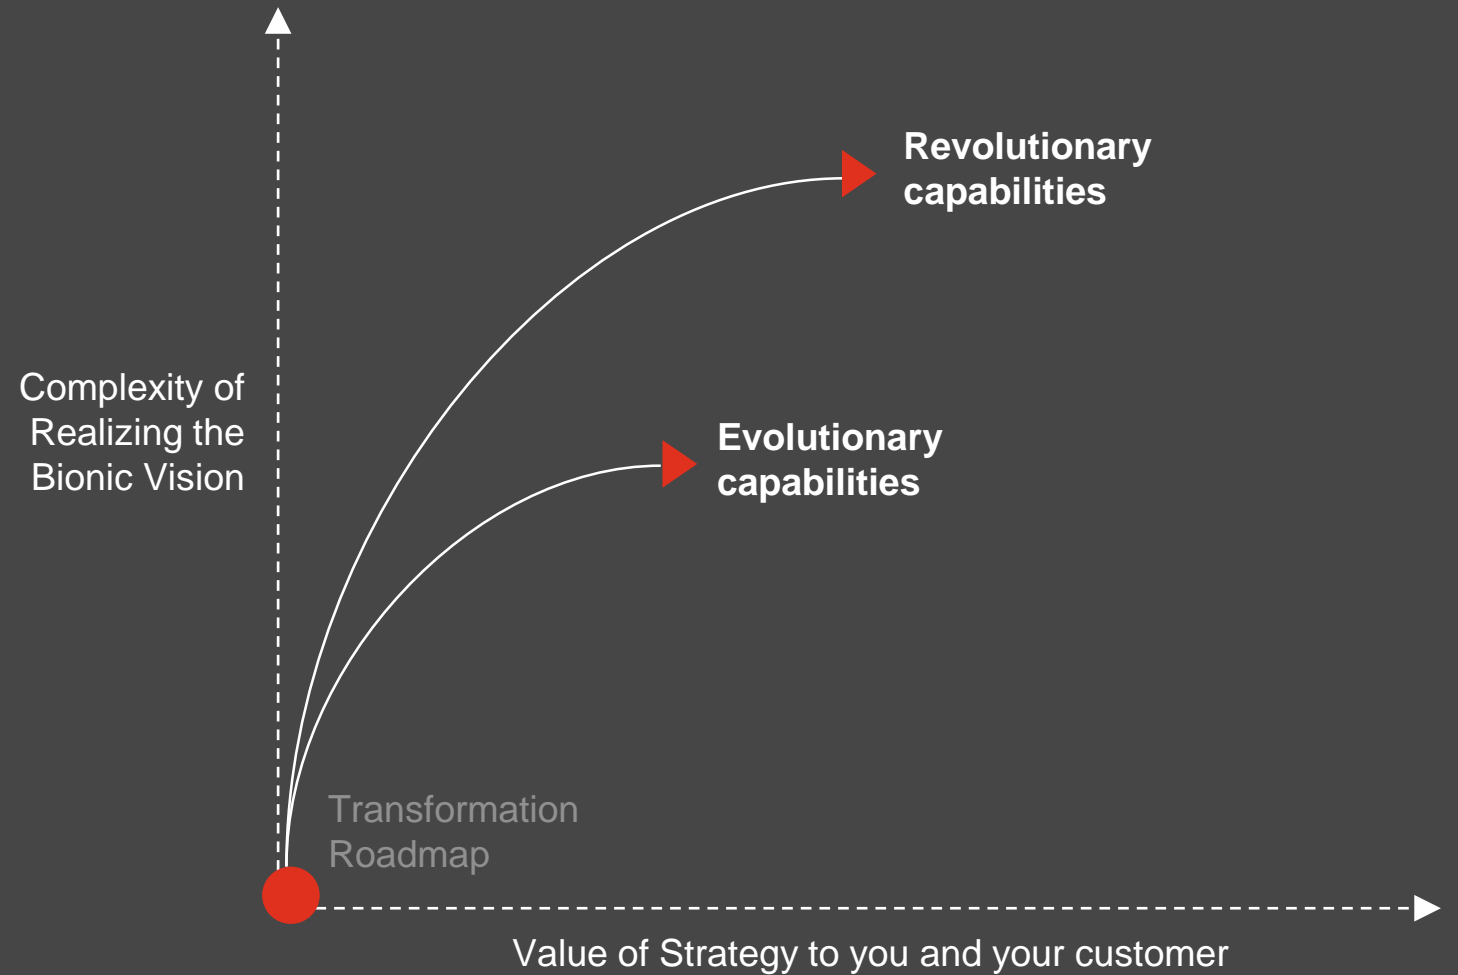 Revolutionary
capabilities
Complexity of
Realizing the
Bionic Vision
Evolutionary
capabilities
Transformation
Roadmap
Value of Strategy to you and your customer